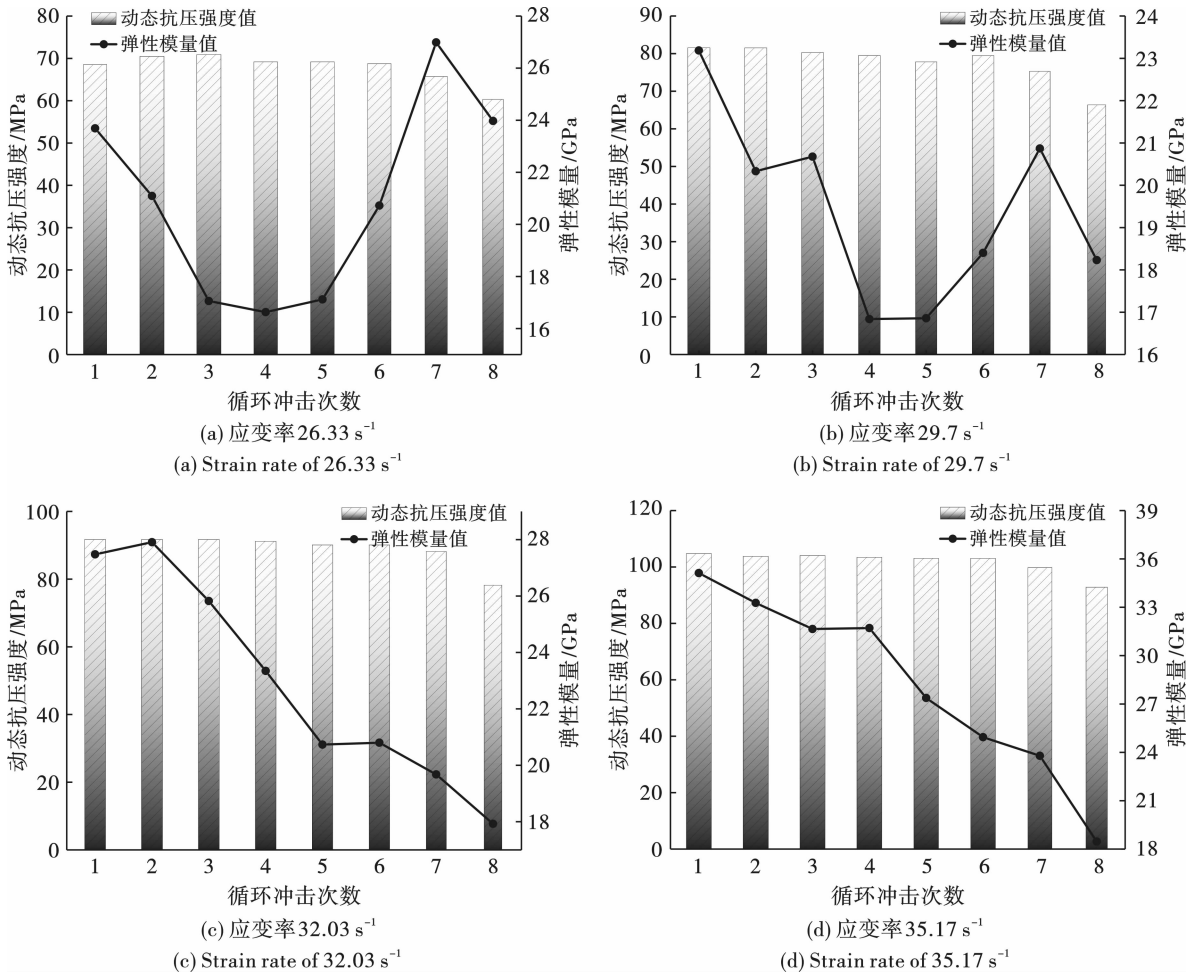 动态抗压强度值
弹性模量值
动态抗压强度/MPa
80
70
60
50
40
30
20
10
0
弹性模量/GPa
28
26
24
22
20
18
16
1 2 3 4 5 6 7 8
循环冲击次数
(a) 应变率26.33 s⁻¹
(a) Strain rate of 26.33 s⁻¹
动态抗压强度值
弹性模量值
动态抗压强度/MPa
90
80
70
60
50
40
30
20
10
0
弹性模量/GPa
24
23
22
21
20
19
18
17
16
1 2 3 4 5 6 7 8
循环冲击次数
(b) 应变率29.7 s⁻¹
(b) Strain rate of 29.7 s⁻¹
动态抗压强度值
弹性模量值
动态抗压强度/MPa
100
80
60
40
20
0
弹性模量/GPa
28
26
24
22
20
18
1 2 3 4 5 6 7 8
循环冲击次数
(c) 应变率32.03 s⁻¹
(c) Strain rate of 32.03 s⁻¹
动态抗压强度值
弹性模量值
动态抗压强度/MPa
120
100
80
60
40
20
0
弹性模量/GPa
39
36
33
30
27
24
21
18
1 2 3 4 5 6 7 8
循环冲击次数
(d) 应变率35.17 s⁻¹
(d) Strain rate of 35.17 s⁻¹